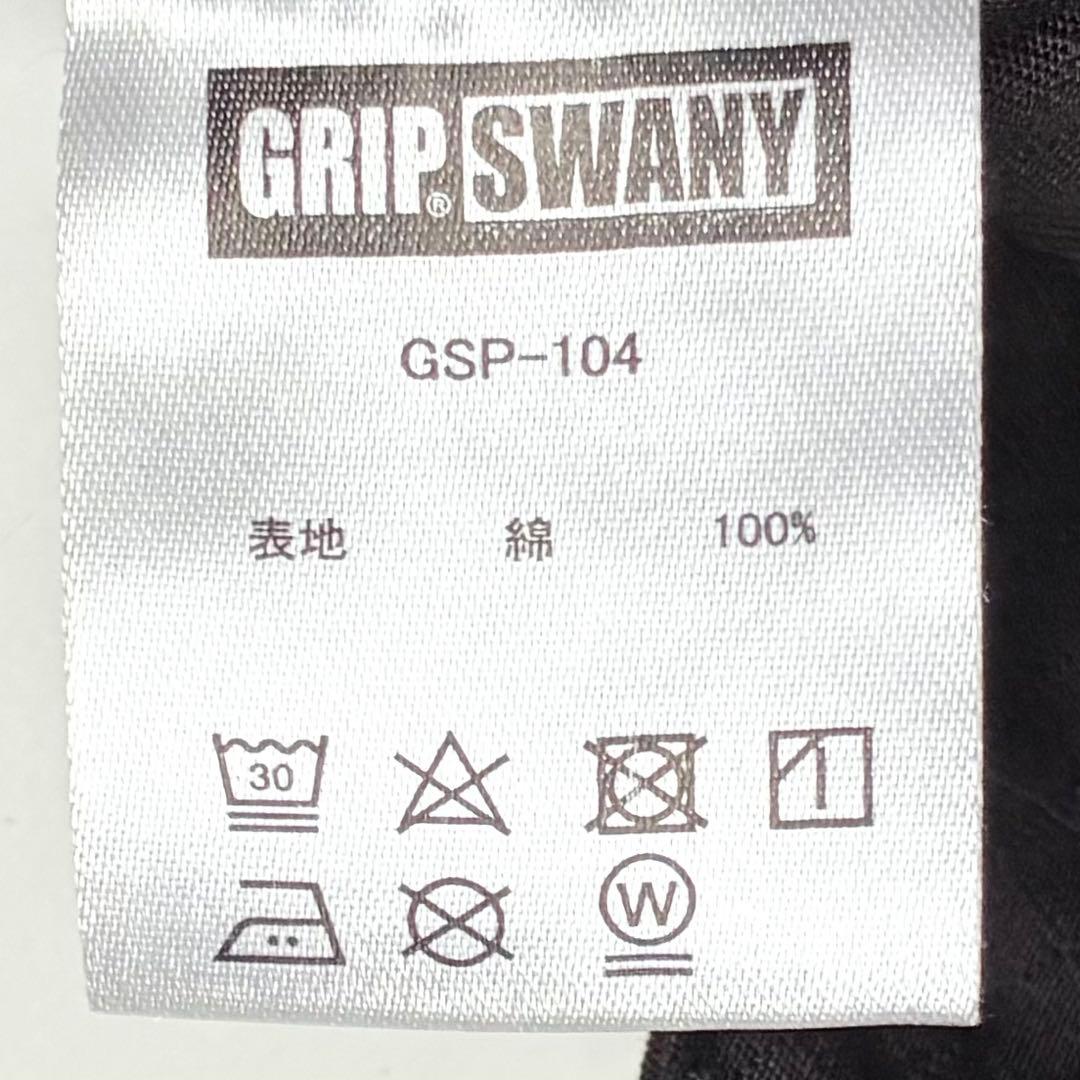 GRIP® SWANY
GSP-104
表地 綿 100%
30
W